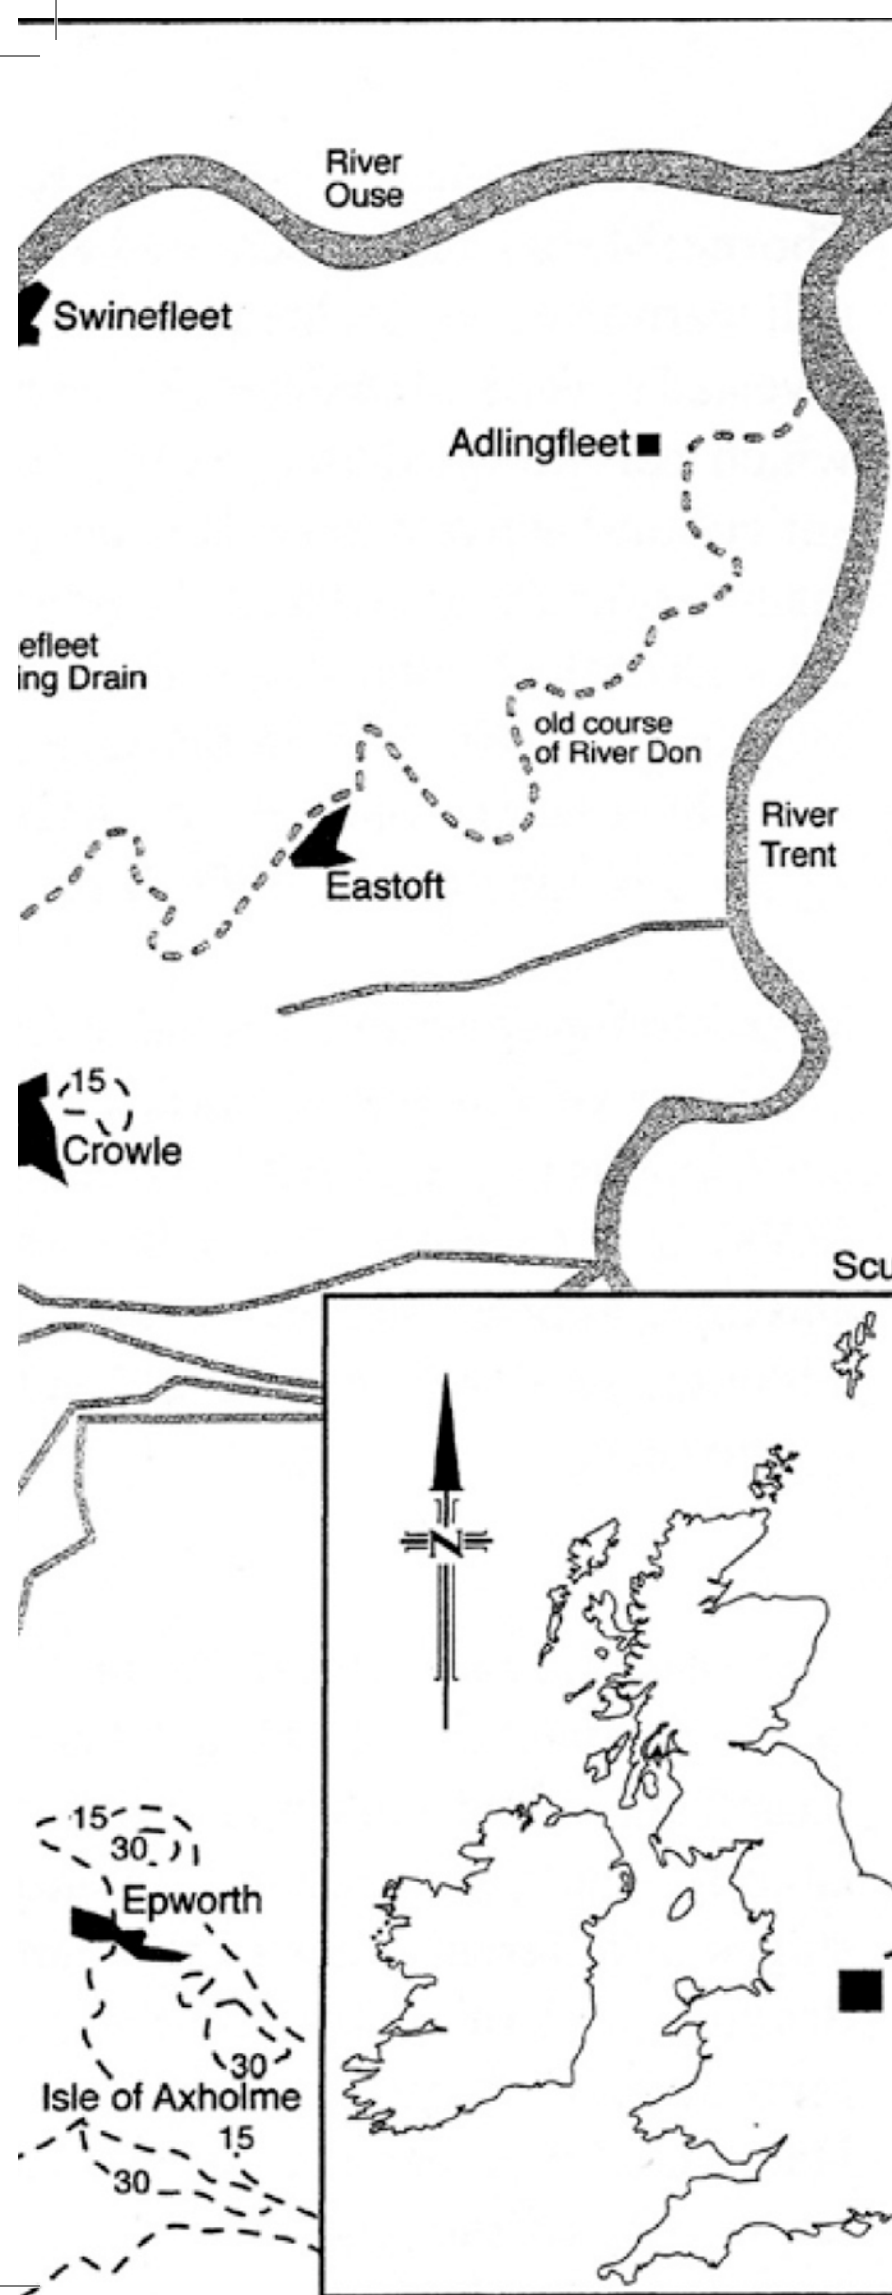 River
Ouse
Swinefleet
Adlingfleet
efleet
ing Drain
old course
of River Don
River
Trent
Eastoft
15
Crowle
Scu
N
15
30
Epworth
30
Isle of Axholme
15
30